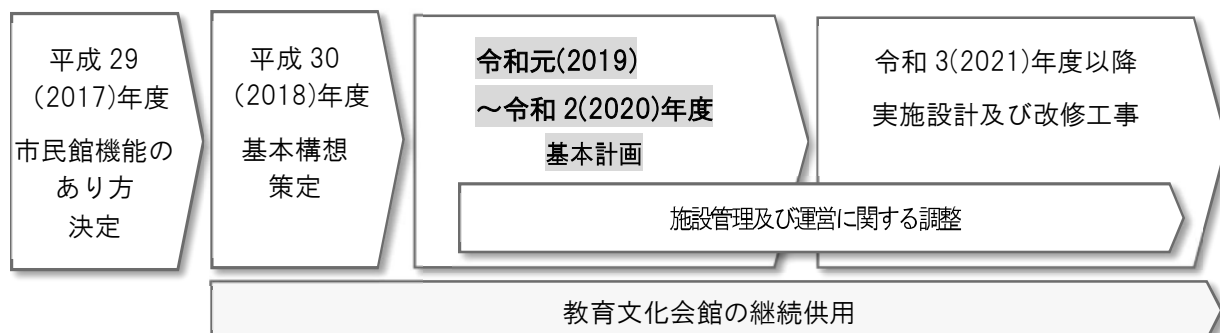 平成 29
(2017)年度
市民館機能の
あり方
決定
平成 30
(2018)年度
基本構想
策定
令和元(2019)
～令和 2(2020)年度
基本計画
令和 3(2021)年度以降
実施設計及び改修工事
施設管理及び運営に関する調整
教育文化会館の継続供用